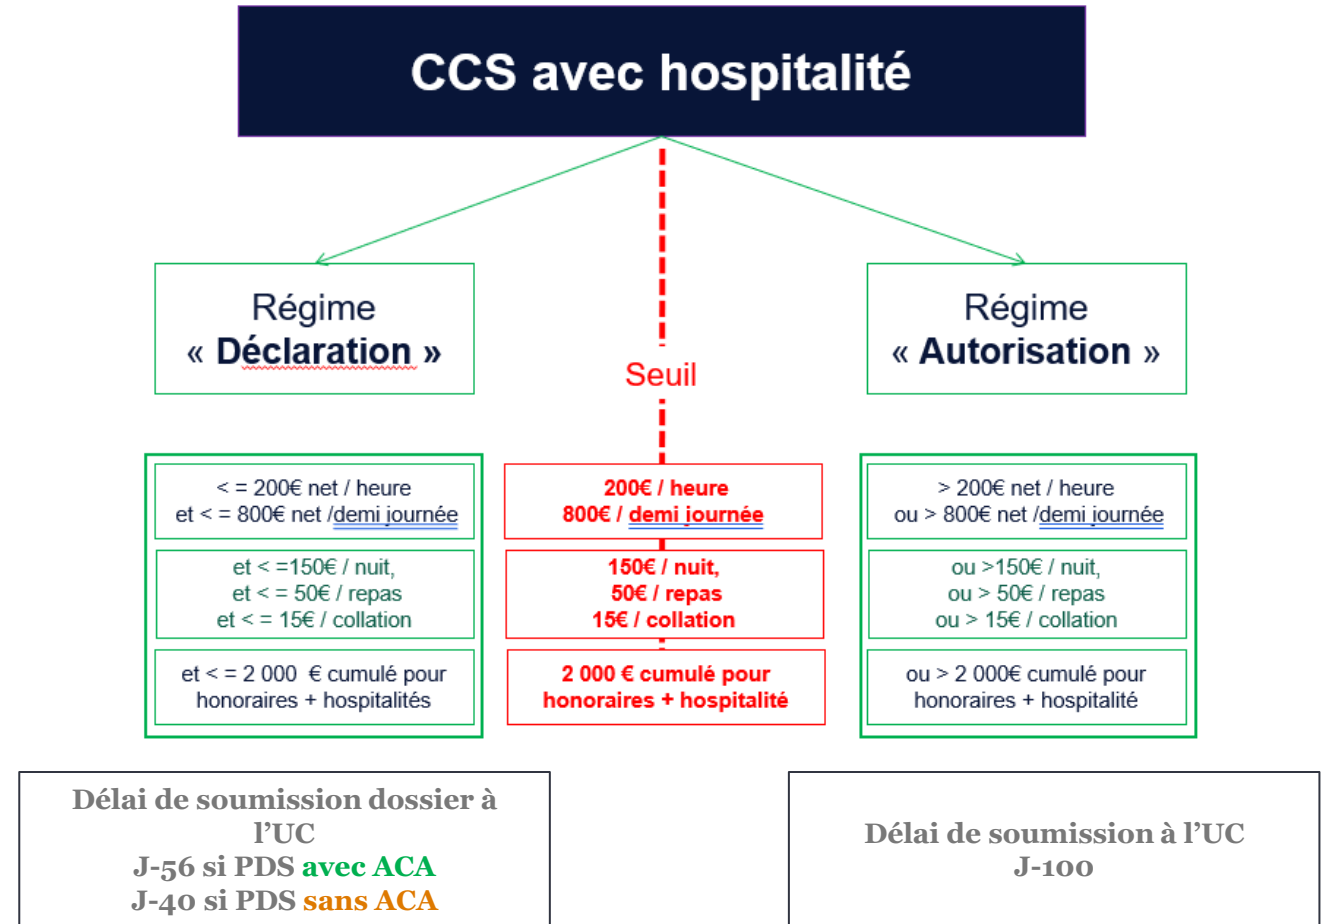 CCS avec hospitalité
Régime
« Déclaration »
Seuil
Régime
« Autorisation »
< = 200€ net / heure
et < = 800€ net /demi journée
et < =150€ / nuit,
et < = 50€ / repas
et < = 15€ / collation
et < = 2 000 € cumulé pour
honoraires + hospitalités
200€ / heure
800€ / demi journée
150€ / nuit,
50€ / repas
15€ / collation
2 000 € cumulé pour
honoraires + hospitalité
> 200€ net / heure
ou > 800€ net /demi journée
ou >150€ / nuit,
ou > 50€ / repas
ou > 15€ / collation
ou > 2 000€ cumulé pour
honoraires + hospitalité
Délai de soumission dossier à
l’UC
J-56 si PDS avec ACA
J-40 si PDS sans ACA
Délai de soumission à l’UC
J-100